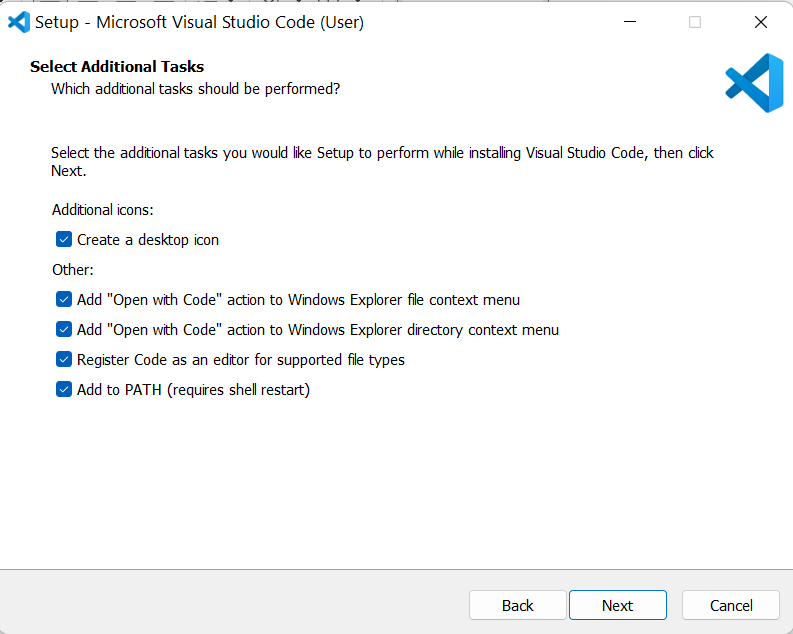 Setup - Microsoft Visual Studio Code (User)
Select Additional Tasks
Which additional tasks should be performed?
Select the additional tasks you would like Setup to perform while installing Visual Studio Code, then click
Next.
Additional icons:
Create a desktop icon
Other:
Add "Open with Code" action to Windows Explorer file context menu
Add "Open with Code" action to Windows Explorer directory context menu
Register Code as an editor for supported file types
Add to PATH (requires shell restart)
Back Next Cancel